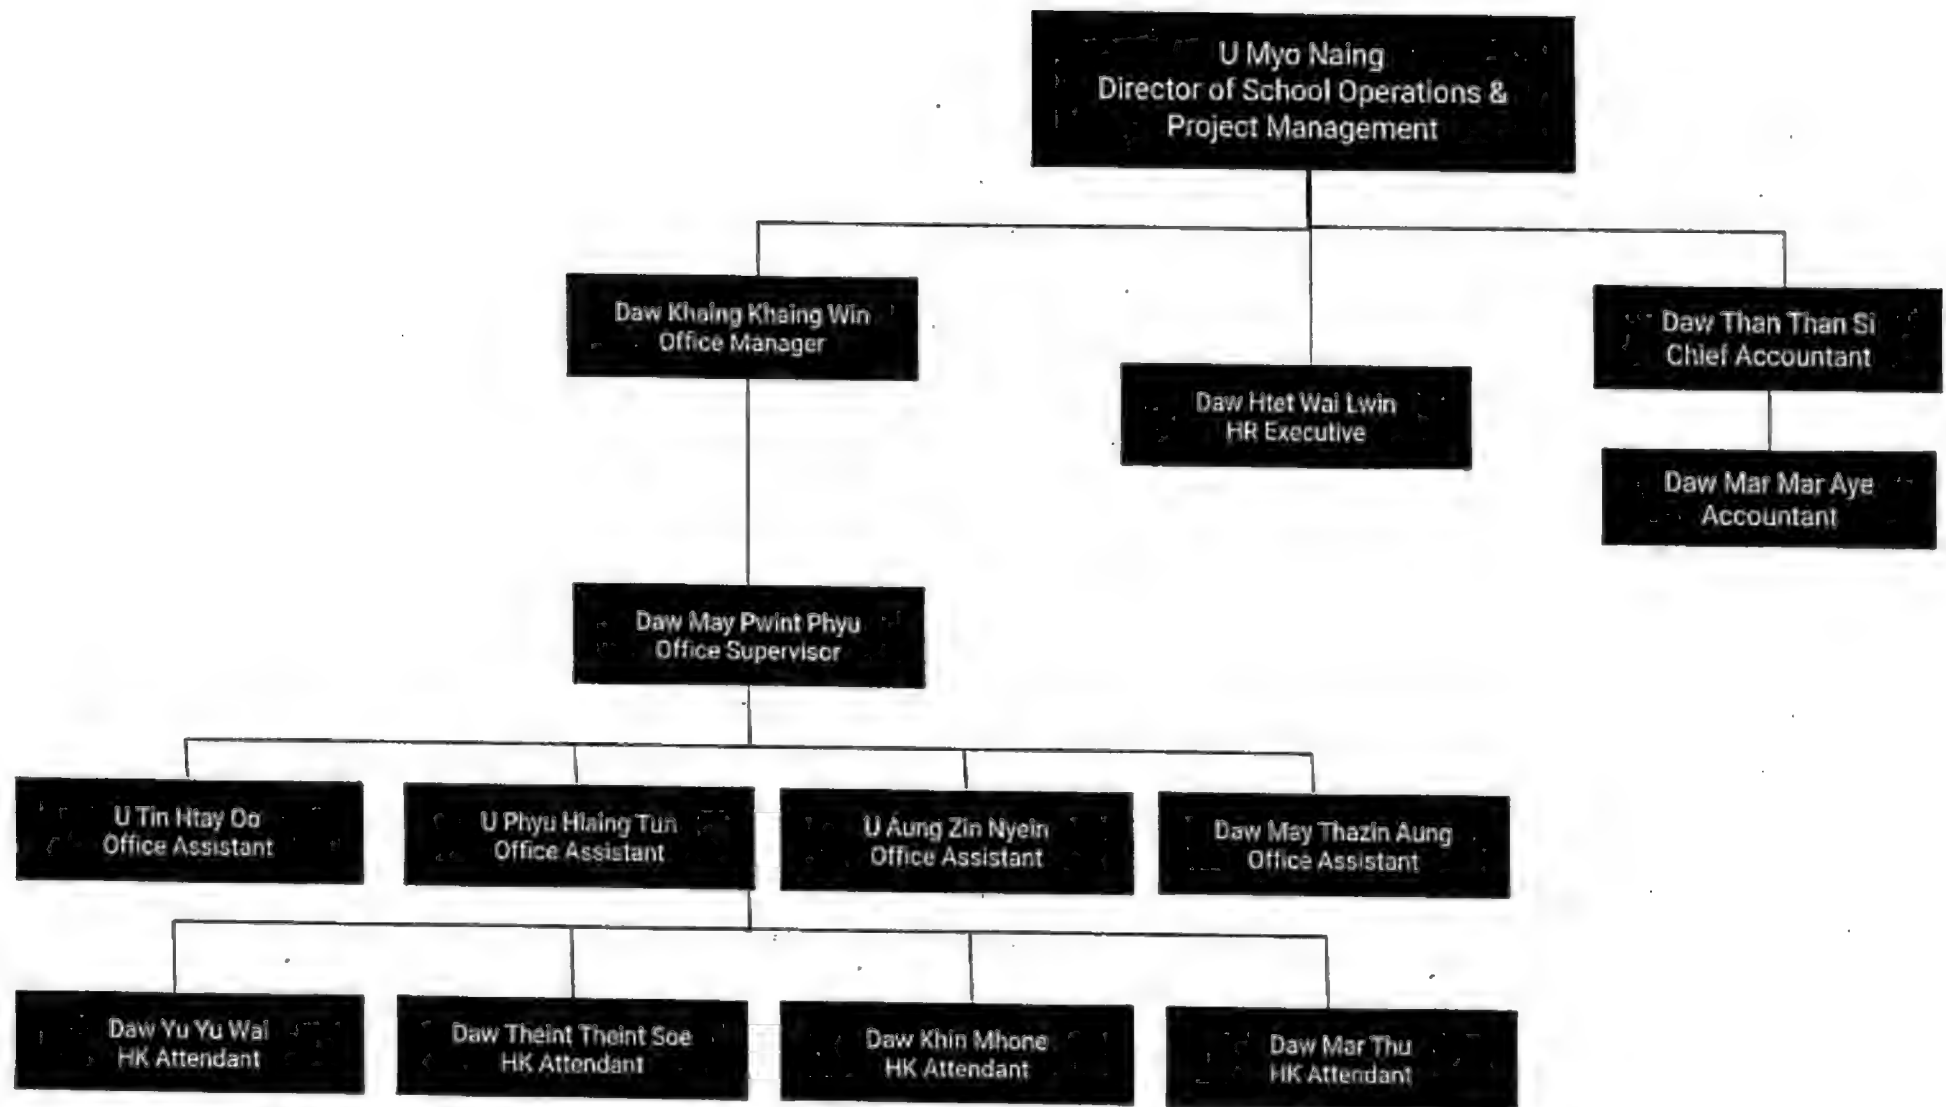 U Myo Naing
Director of School Operations &
Project Management
Daw Khaing Khaing Win
Office Manager
Daw Htet Wai Lwin
HR Executive
Daw Than Than Si
Chief Accountant
Daw Mar Mar Aye
Accountant
Daw May Pwint Phyu
Office Supervisor
U Tin Htay Oo
Office Assistant
U Phyu Hlaing Tun
Office Assistant
U Aung Zin Nyein
Office Assistant
Daw May Thazin Aung
Office Assistant
Daw Yu Yu Wai
HK Attendant
Daw Theint Theint Soe
HK Attendant
Daw Khin Mhone
HK Attendant
Daw Mar Thu
HK Attendant